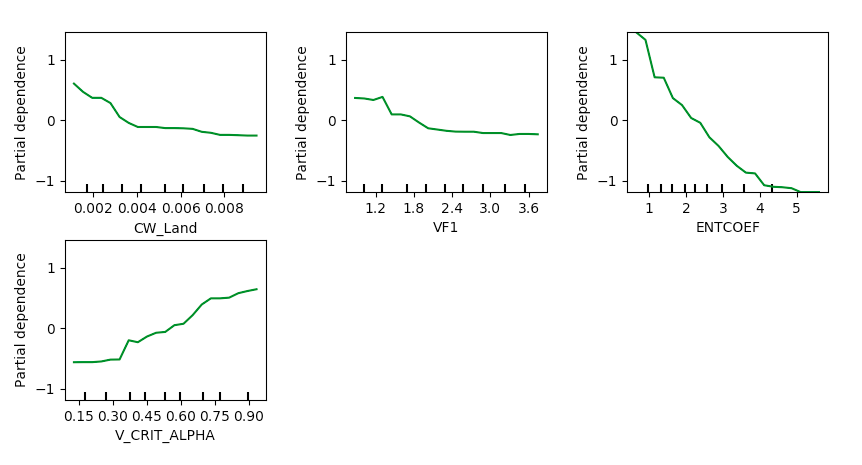 Partial dependence
1
0
−1
0.002 0.004 0.006 0.008
CW_Land
Partial dependence
1
0
−1
1.2 1.8 2.4 3.0 3.6
VF1
Partial dependence
1
0
−1
1 2 3 4 5
ENTCOEF
Partial dependence
1
0
−1
0.15 0.30 0.45 0.60 0.75 0.90
V_CRIT_ALPHA